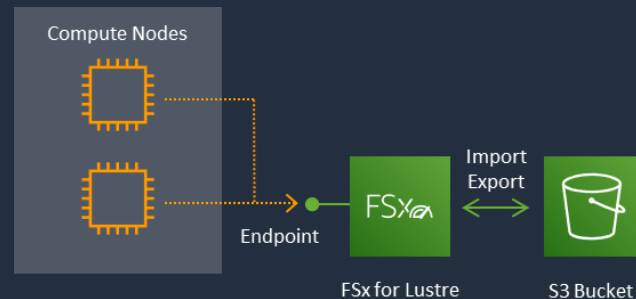 Compute Nodes
Import
Export
FSx
Endpoint
FSx for Lustre
S3 Bucket